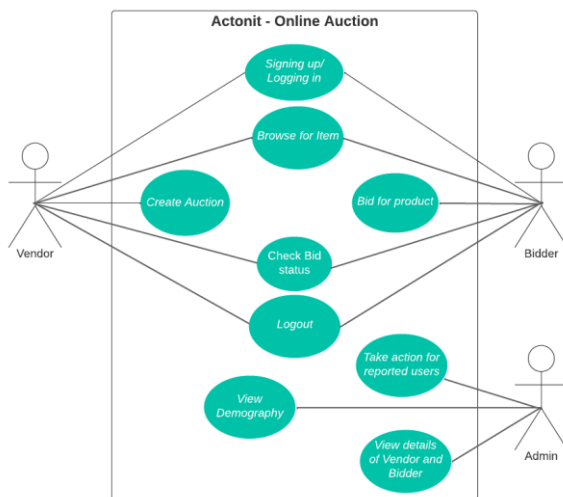 Actonit - Online Auction
Signing up/
Logging in
Browse for Item
Create Auction
Bid for product
Vendor
Bidder
Check Bid
status
Logout
Take action for
reported users
View
Demography
View details
of Vendor and
Bidder
Admin